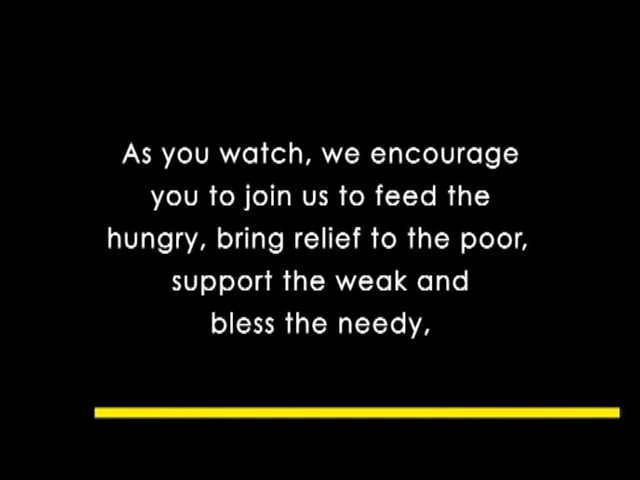 As you watch, we encourage
you to join us to feed the
hungry, bring relief to the poor,
support the weak and
bless the needy,